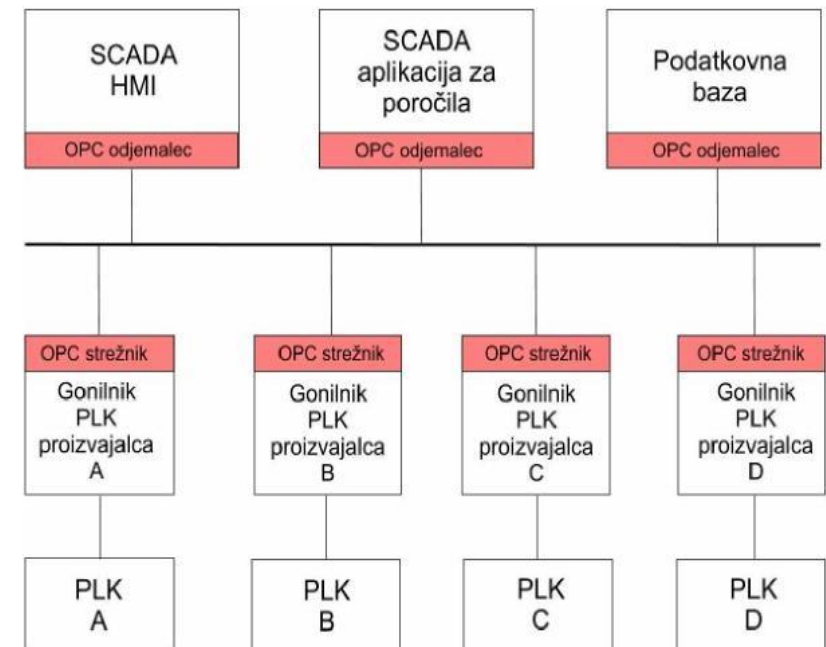 SCADA
HMI
OPC odjemalec
SCADA
aplikacija za
poročila
OPC odjemalec
Podatkovna
baza
OPC odjemalec
OPC strežnik
Gonilnik
PLK
proizvajalca
A
OPC strežnik
Gonilnik
PLK
proizvajalca
B
OPC strežnik
Gonilnik
PLK
proizvajalca
C
OPC strežnik
Gonilnik
PLK
proizvajalca
D
PLK
A
PLK
B
PLK
C
PLK
D